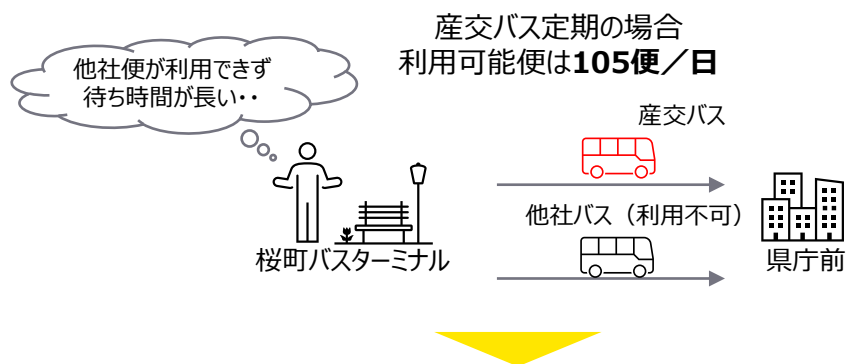 産交バス定期の場合
利用可能便は105便／日
他社便が利用できず
待ち時間が長い・・
産交バス
他社バス（利用不可）
桜町バスターミナル
県庁前